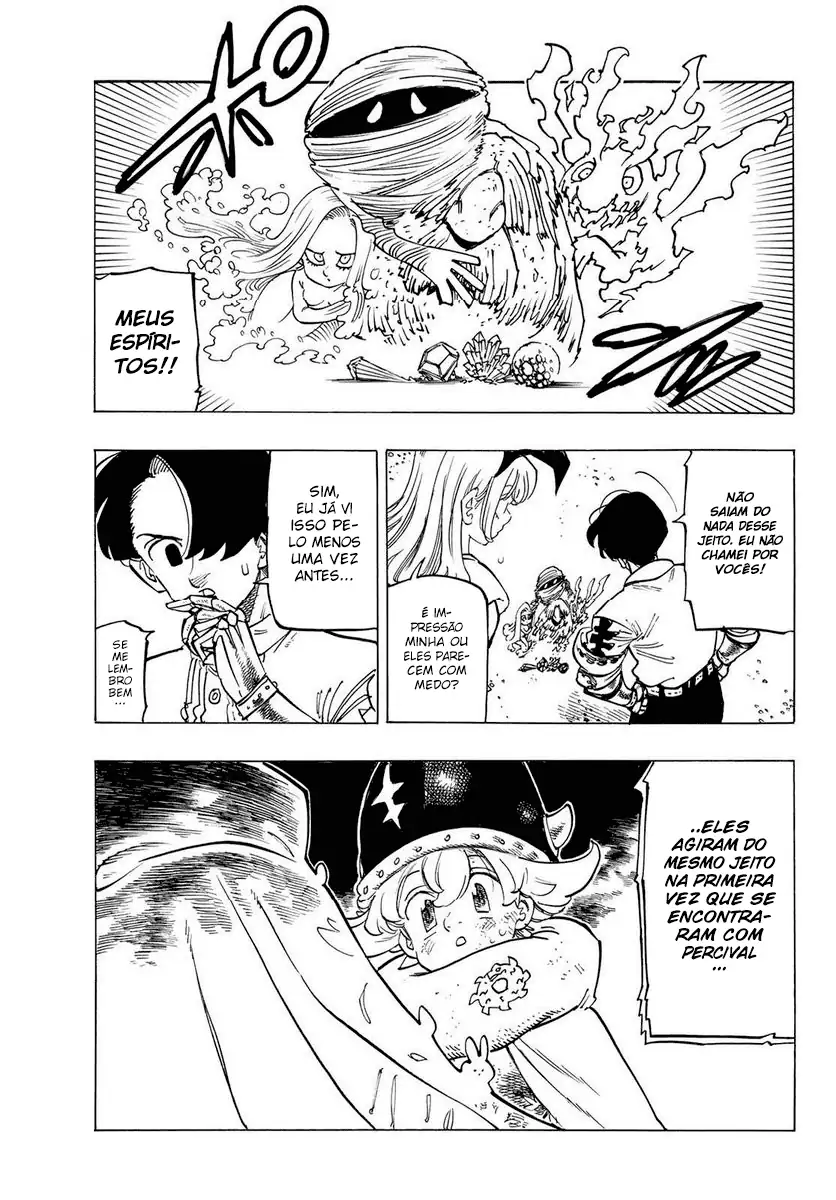 MEUS
ESPÍRI-
TOS!!
NÃO
SAIAM DO
NADA DESSE
JEITO. EU NÃO
CHAMEI POR
VOCÊS!
É IM-
PRESSÃO
MINHA OU
ELES PARE-
CEM COM
MEDO?
SIM,
EU JÁ VI
ISSO PE-
LO MENOS
UMA VEZ
ANTES...
SE
ME
LEM-
BRO
BEM
...
..ELES
AGIRAM DO
MESMO JEITO
NA PRIMEIRA
VEZ QUE SE
ENCONTRA-
RAM COM
PERCIVAL
...